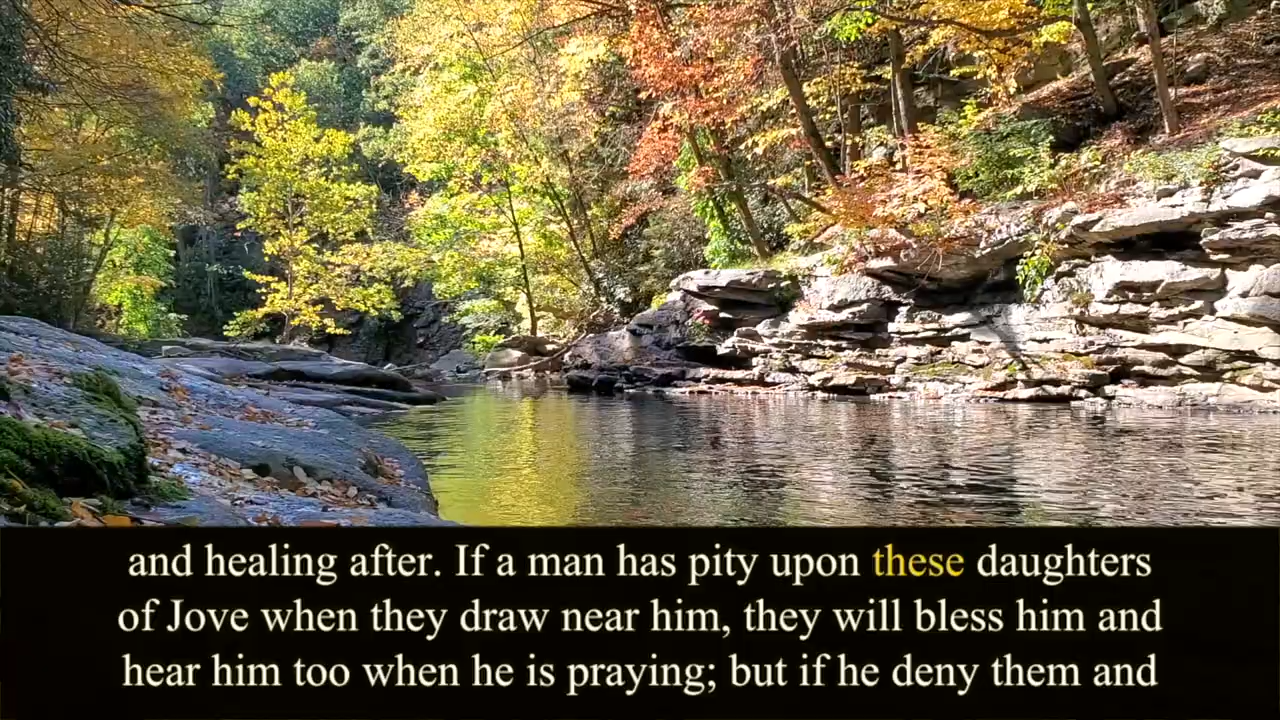 and healing after. If a man has pity upon these daughters
of Jove when they draw near him, they will bless him and
hear him too when he is praying; but if he deny them and